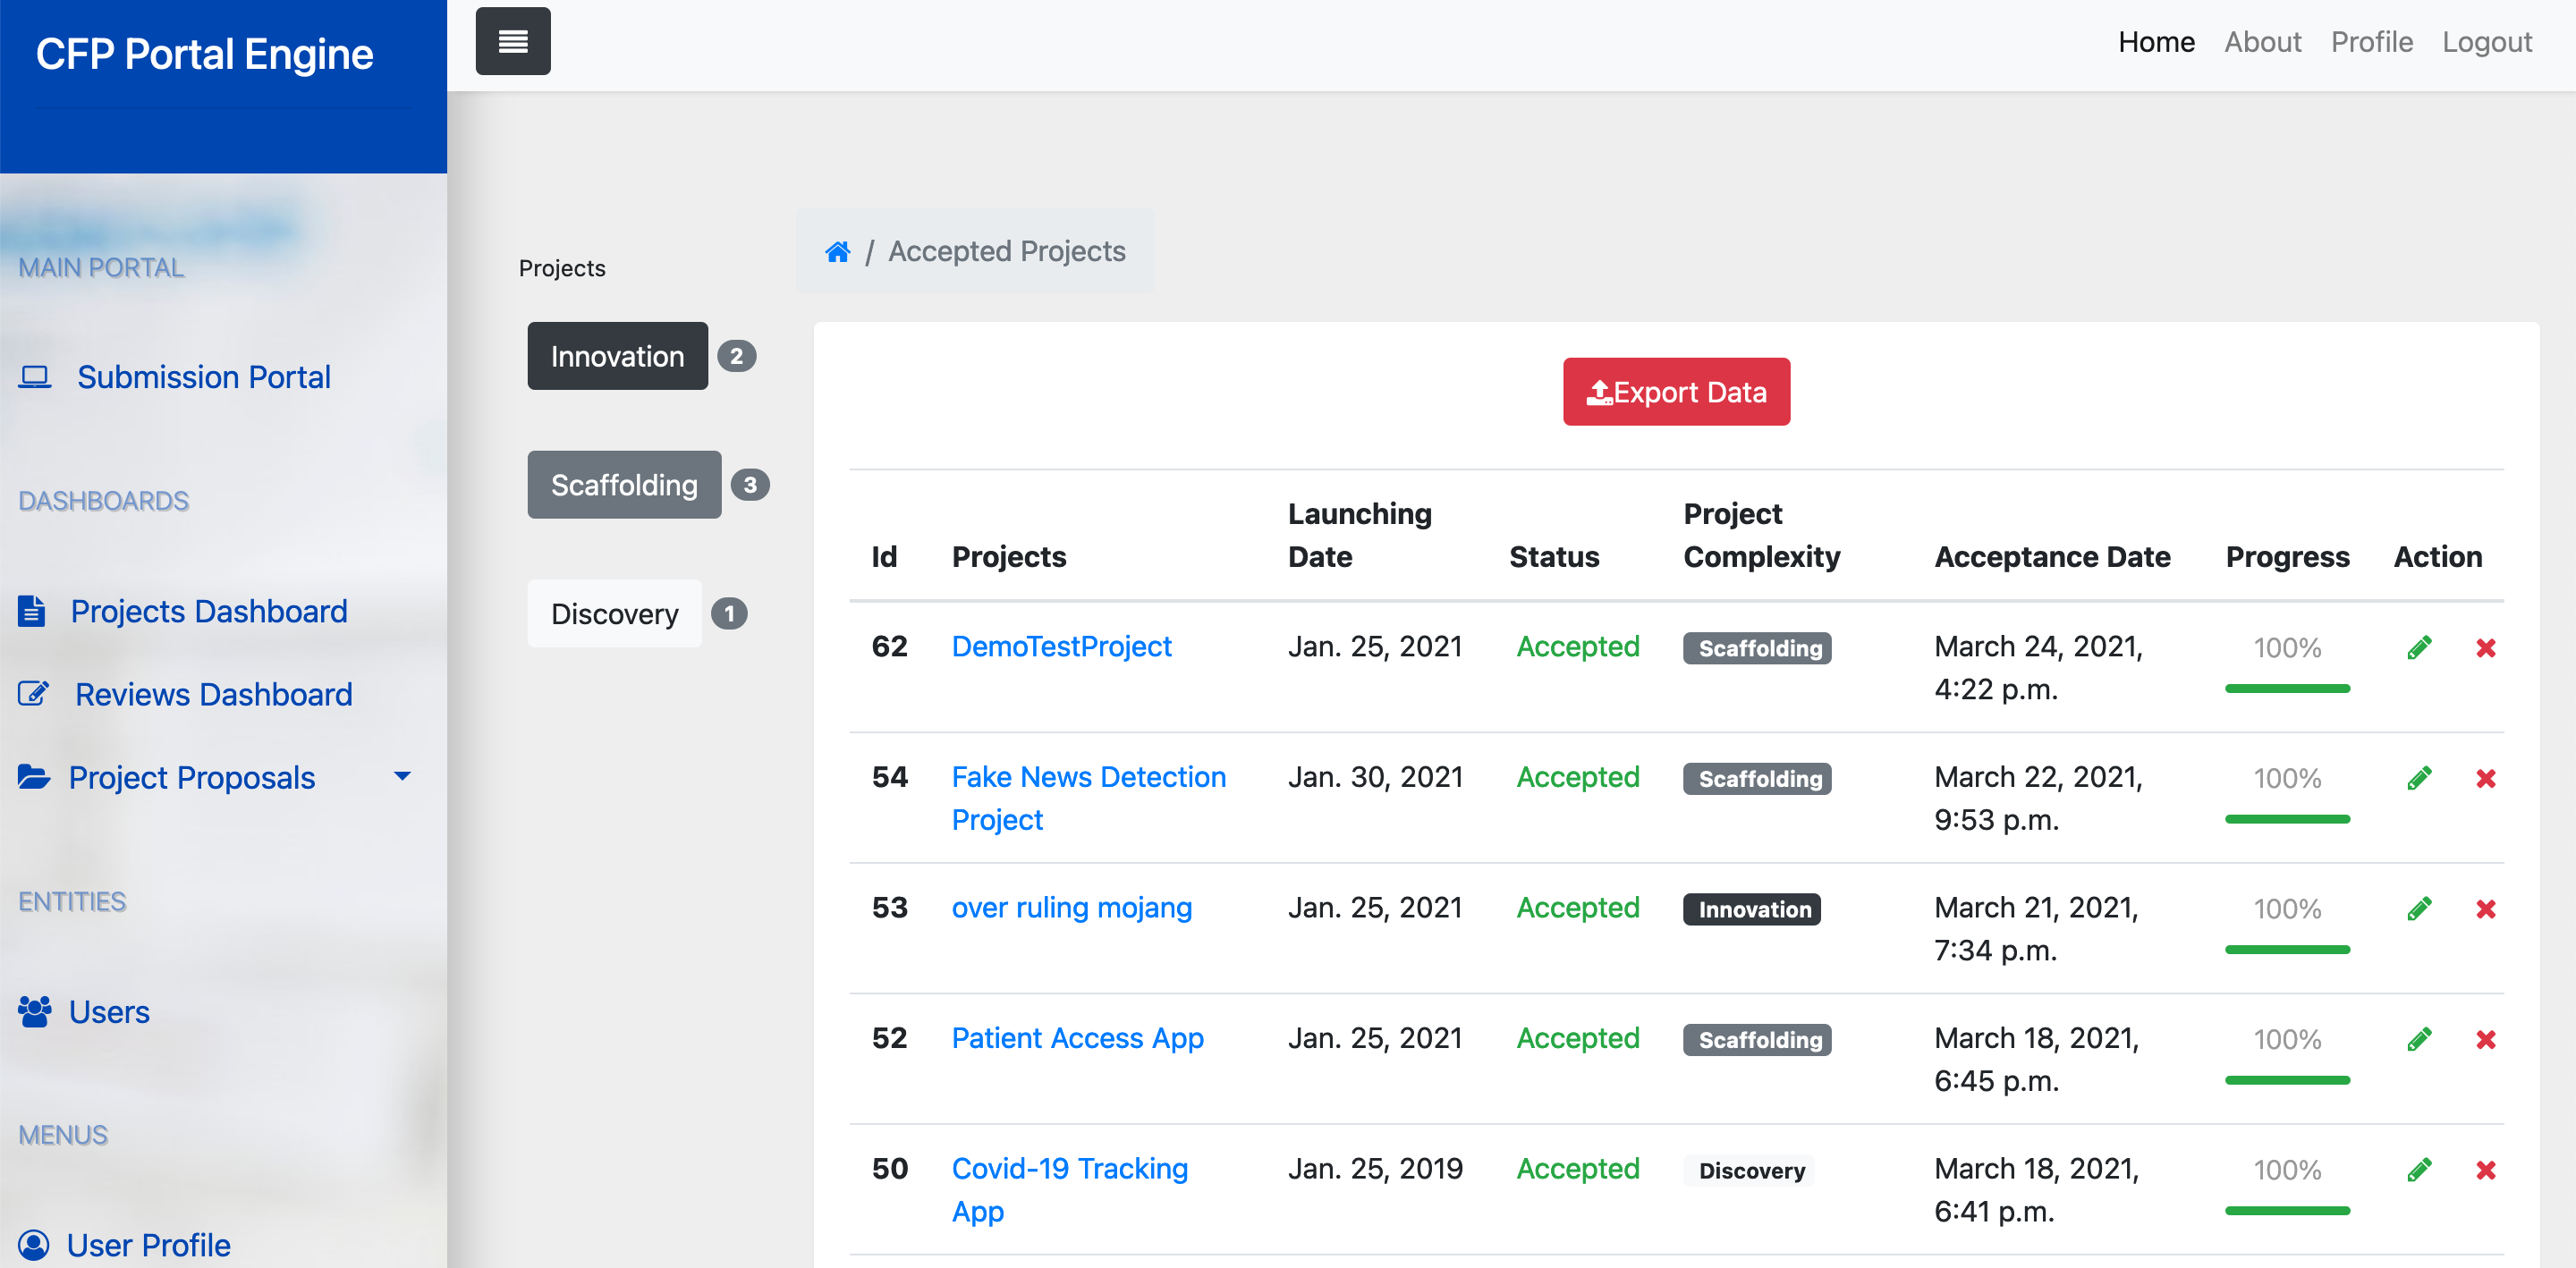 CFP Portal Engine
Home About Profile Logout
MAIN PORTAL
Submission Portal
DASHBOARDS
Projects Dashboard
Reviews Dashboard
Project Proposals
ENTITIES
Users
MENUS
User Profile
Projects
Innovation 2
Scaffolding 3
Discovery 1
/ Accepted Projects
Export Data
Id Projects Launching Date Status Project Complexity Acceptance Date Progress Action
62 DemoTestProject Jan. 25, 2021 Accepted Scaffolding March 24, 2021, 100%
4:22 p.m.
54 Fake News Detection Jan. 30, 2021 Accepted Scaffolding March 22, 2021, 100%
Project 9:53 p.m.
53 over ruling mojang Jan. 25, 2021 Accepted Innovation March 21, 2021, 100%
7:34 p.m.
52 Patient Access App Jan. 25, 2021 Accepted Scaffolding March 18, 2021, 100%
6:45 p.m.
50 Covid-19 Tracking Jan. 25, 2019 Accepted Discovery March 18, 2021, 100%
App 6:41 p.m.